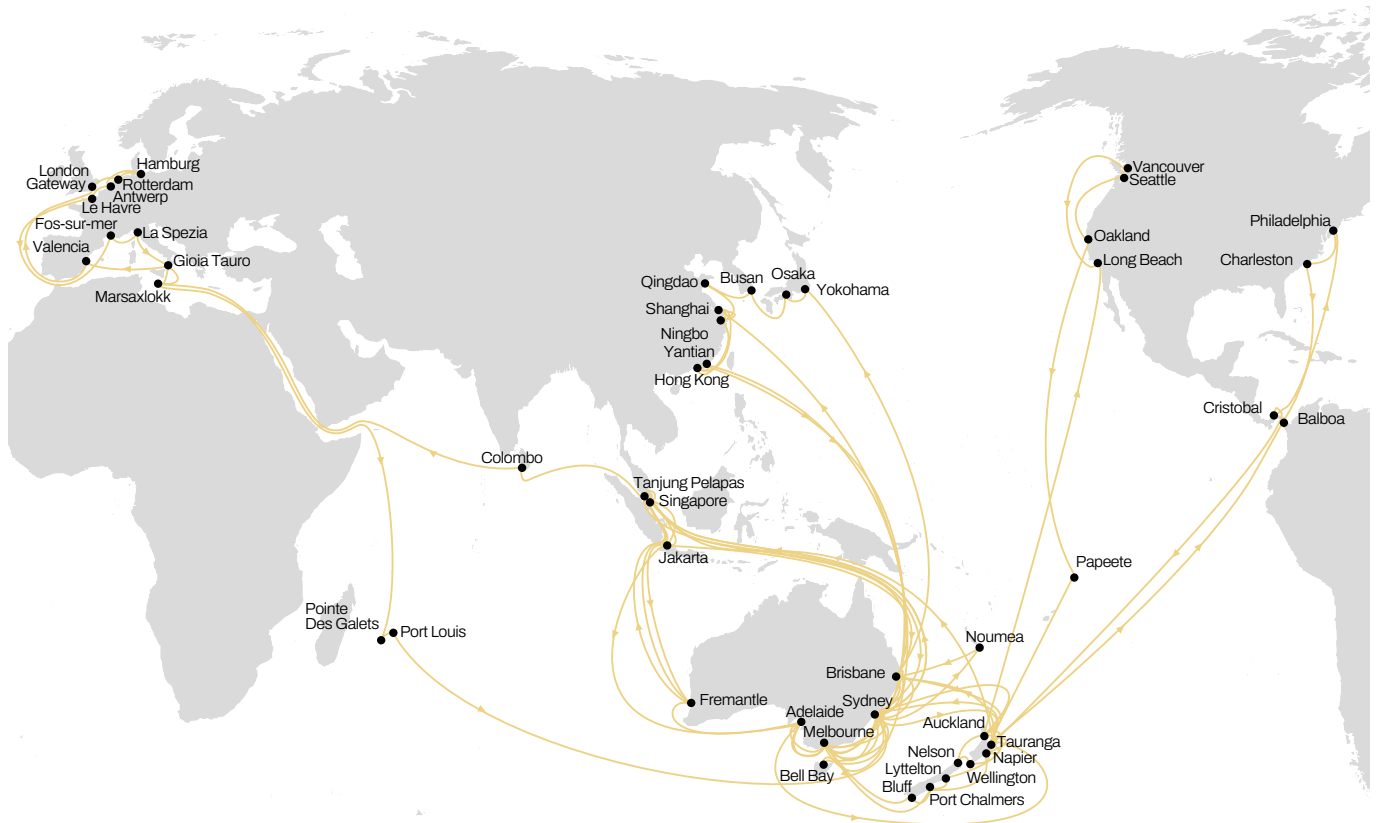 London
Gateway
Hamburg
Rotterdam
Antwerp
Le Havre
Fos-sur-mer
La Spezia
Valencia
Gioia Tauro
Marsaxlokk
Qingdao
Busan
Osaka
Yokohama
Shanghai
Ningbo
Yantian
Hong Kong
Vancouver
Seattle
Oakland
Long Beach
Philadelphia
Charleston
Cristobal
Balboa
Colombo
Tanjung Pelapas
Singapore
Jakarta
Papeete
Pointe
Des Galets
Port Louis
Noumea
Brisbane
Fremantle
Sydney
Adelaide
Melbourne
Bell Bay
Auckland
Tauranga
Napier
Nelson
Wellington
Lyttelton
Bluff
Port Chalmers